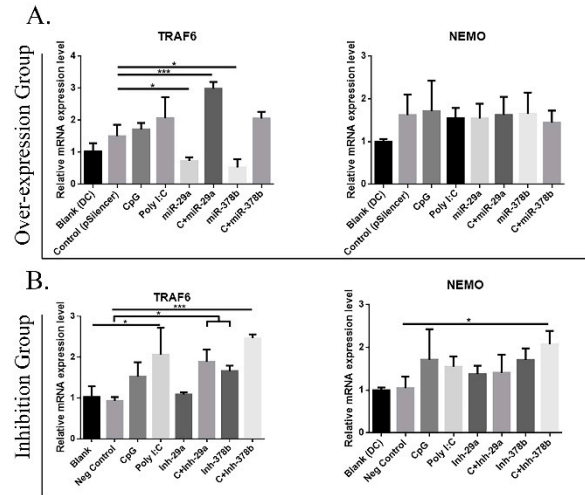 A.
Over-expression Group
TRAF6
Relative mRNA expression level
4
3
2
1
0
*
***
*
Blank (DC)
Control (pSilencer)
CpG
Poly I:C
miR-29a
C+miR-29a
miR-378b
C+miR-378b
NEMO
Relative mRNA expression level
3
2
1
0
Blank (DC)
Control (pSilencer)
CpG
Poly I:C
miR-29a
C+miR-29a
miR-378b
C+miR-378b
B.
Inhibition Group
TRAF6
Relative mRNA expression level
3
2
1
0
***
*
*
Blank
Neg Control
CpG
Poly I:C
Inh-29a
C+Inh-29a
Inh-378b
C+Inh-378b
NEMO
Relative mRNA expression level
4
3
2
1
0
*
Blank (DC)
Neg Control
CpG
Poly I:C
Inh-29a
C+Inh-29a
Inh-378b
C+Inh-378b